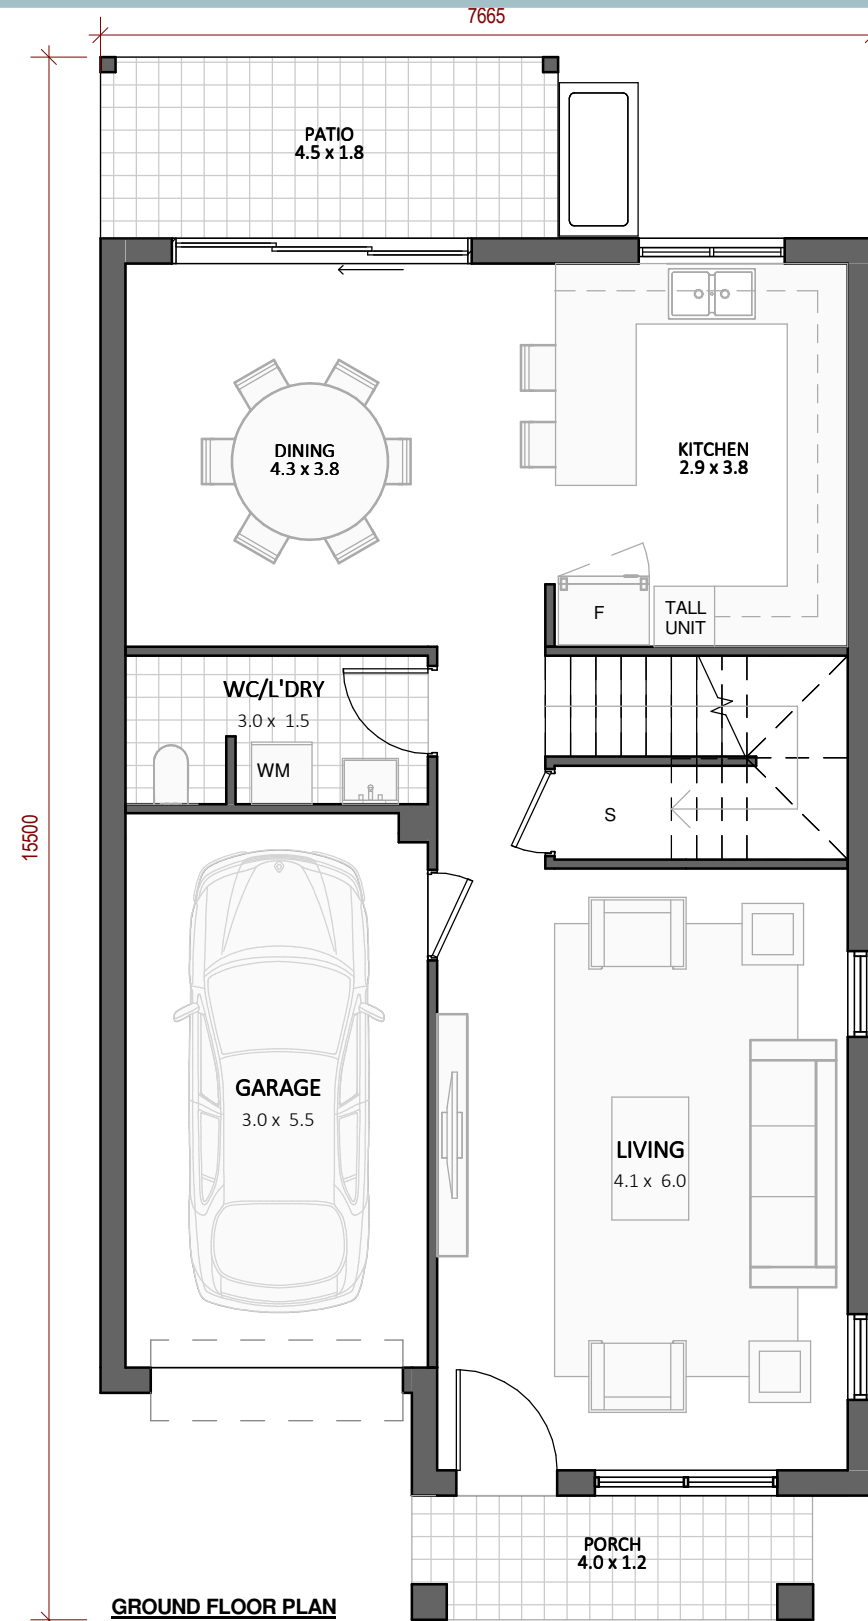 7665
PATIO
4.5 x 1.8
DINING
4.3 x 3.8
KITCHEN
2.9 x 3.8
F
TALL
UNIT
WC/L'DRY
3.0 x 1.5
WM
S
15500
GARAGE
3.0 x 5.5
LIVING
4.1 x 6.0
PORCH
4.0 x 1.2
GROUND FLOOR PLAN